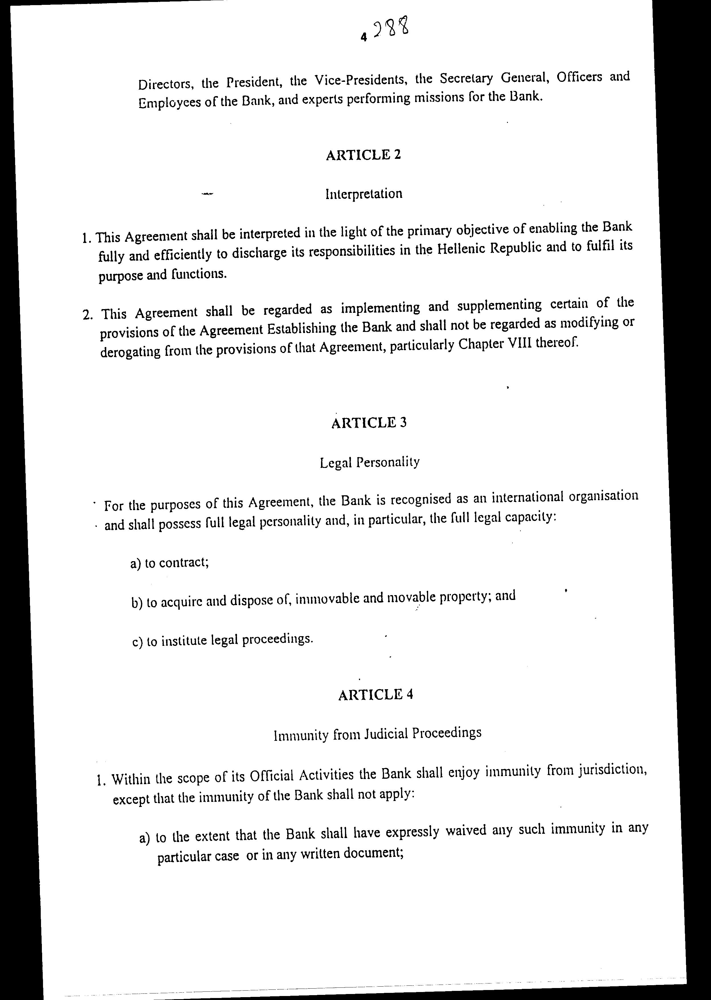 4 288
Directors, the President, the Vice-Presidents, the Secretary General, Officers and
Employees of the Bank, and experts performing missions for the Bank.
ARTICLE 2
Interpretation
1. This Agreement shall be interpreted in the light of the primary objective of enabling the Bank
fully and efficiently to discharge its responsibilities in the Hellenic Republic and to fulfil its
purpose and functions.
2. This Agreement shall be regarded as implementing and supplementing certain of the
provisions of the Agreement Establishing the Bank and shall not be regarded as modifying or
derogating from the provisions of that Agreement, particularly Chapter VIII thereof.
ARTICLE 3
Legal Personality
For the purposes of this Agreement, the Bank is recognised as an international organisation
and shall possess full legal personality and, in particular, the full legal capacity:
a) to contract;
b) to acquire and dispose of, immovable and movable property; and
c) to institute legal proceedings.
ARTICLE 4
Immunity from Judicial Proceedings
1. Within the scope of its Official Activities the Bank shall enjoy immunity from jurisdiction,
except that the immunity of the Bank shall not apply:
a) to the extent that the Bank shall have expressly waived any such immunity in any
particular case or in any written document;